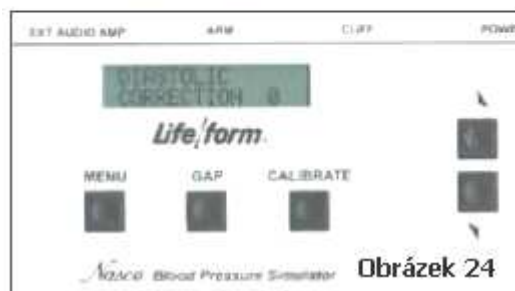 EXT AUDIO AMP ARM CUFF POWER
DIASTOLIC
CORRECTION 0
Life/form
MENU GAP CALIBRATE
Nasco Blood Pressure Simulator
Obrázek 24